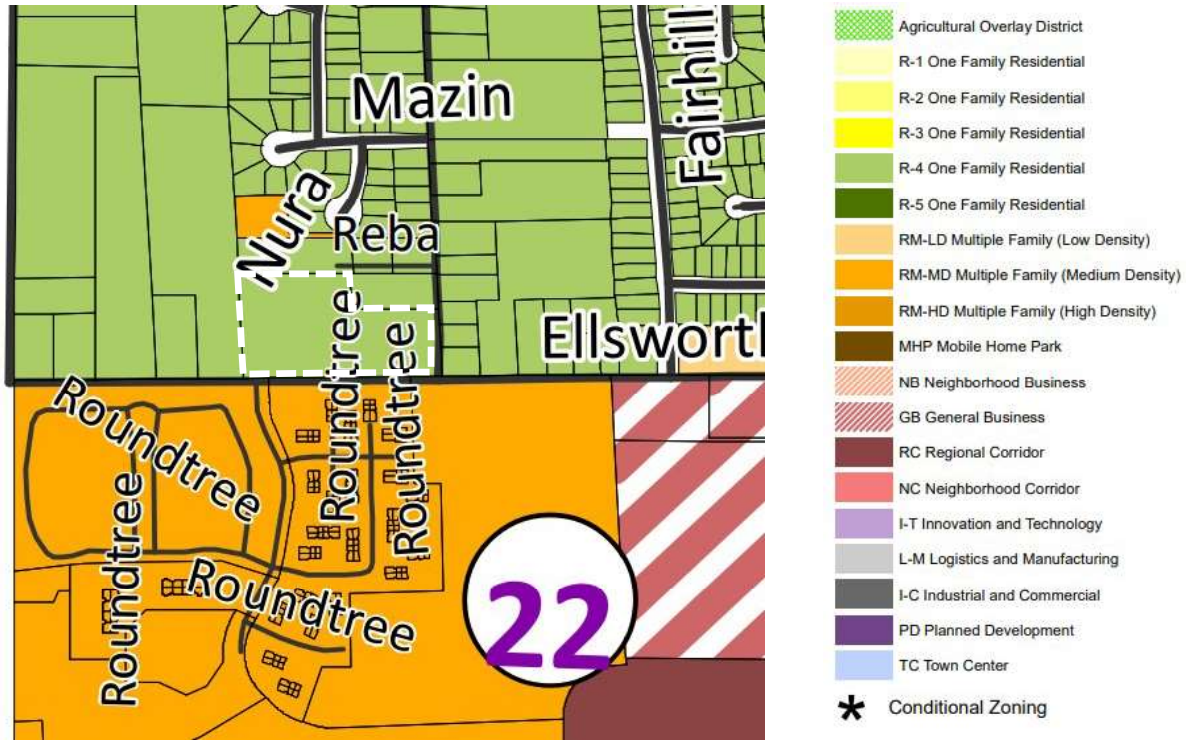 Mazin
Fairhill
Nura
Reba
Ellsworth
Roundtree
Roundtree
Roundtree
Roundtree
Roundtree
22
Agricultural Overlay District
R-1 One Family Residential
R-2 One Family Residential
R-3 One Family Residential
R-4 One Family Residential
R-5 One Family Residential
RM-LD Multiple Family (Low Density)
RM-MD Multiple Family (Medium Density)
RM-HD Multiple Family (High Density)
MHP Mobile Home Park
NB Neighborhood Business
GB General Business
RC Regional Corridor
NC Neighborhood Corridor
I-T Innovation and Technology
L-M Logistics and Manufacturing
I-C Industrial and Commercial
PD Planned Development
TC Town Center
* Conditional Zoning